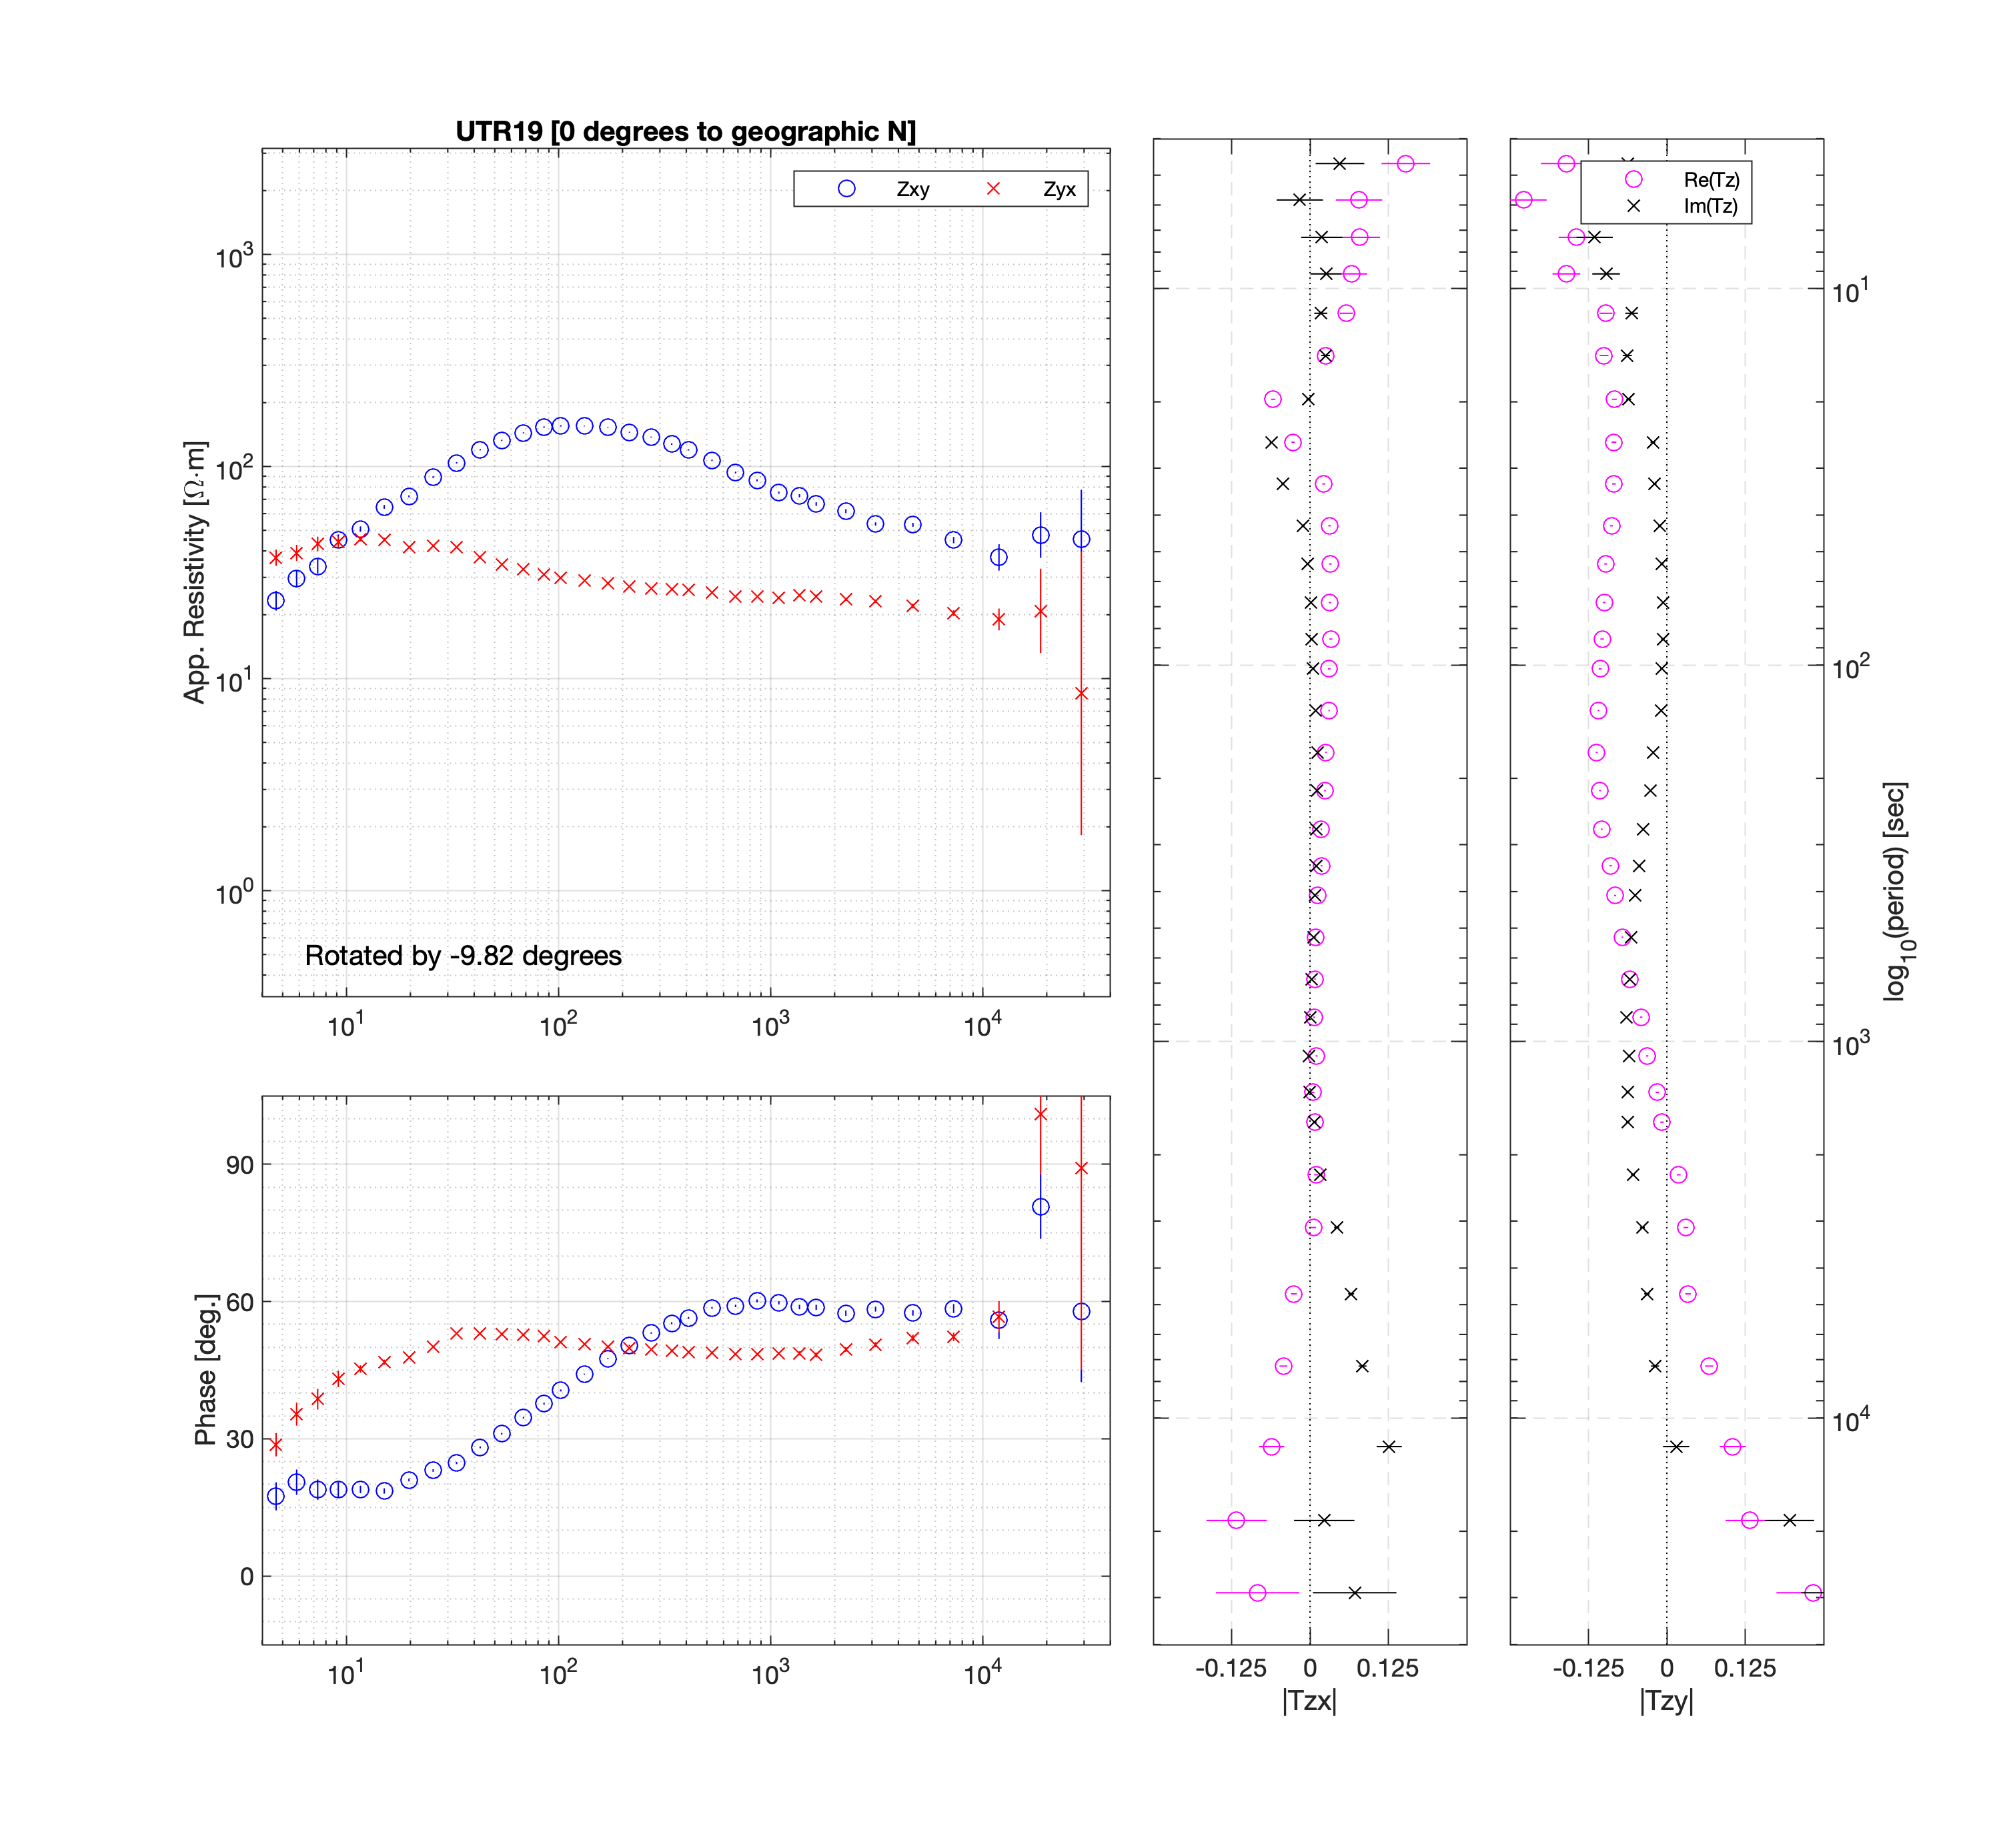 UTR19 [0 degrees to geographic N]
Zxy Zyx
App. Resistivity [Ω·m]
10³
10²
10¹
10⁰
Rotated by -9.82 degrees
10¹ 10² 10³ 10⁴
Phase [deg.]
90
60
30
0
10¹ 10² 10³ 10⁴
-0.125 0 0.125
|Tzx|
Re(Tz)
Im(Tz)
-0.125 0 0.125
|Tzy|
10¹
10²
10³
10⁴
log₁₀(period) [sec]